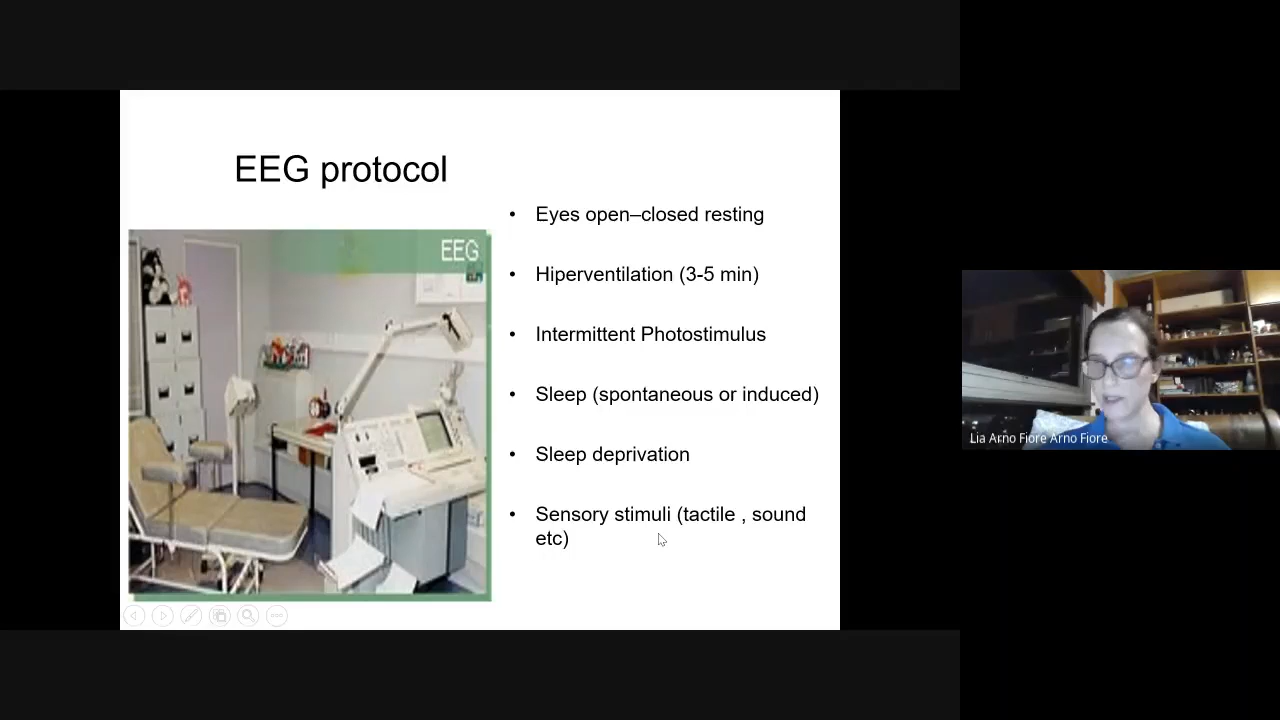 EEG protocol
EEG
• Eyes open–closed resting
• Hiperventilation (3-5 min)
• Intermittent Photostimulus
• Sleep (spontaneous or induced)
• Sleep deprivation
• Sensory stimuli (tactile , sound
etc)
Lia Arno Fiore Arno Fiore